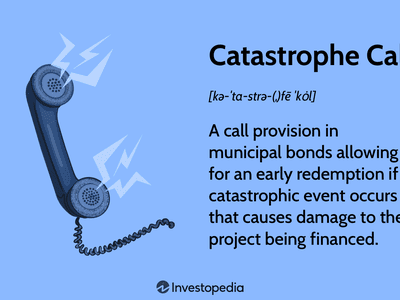 Catastrophe Cal
[kə-ˈta-strə-(ˌ)fē ˈkȯl]
A call provision in
municipal bonds allowing
for an early redemption if
catastrophic event occurs
that causes damage to the
project being financed.
Investopedia